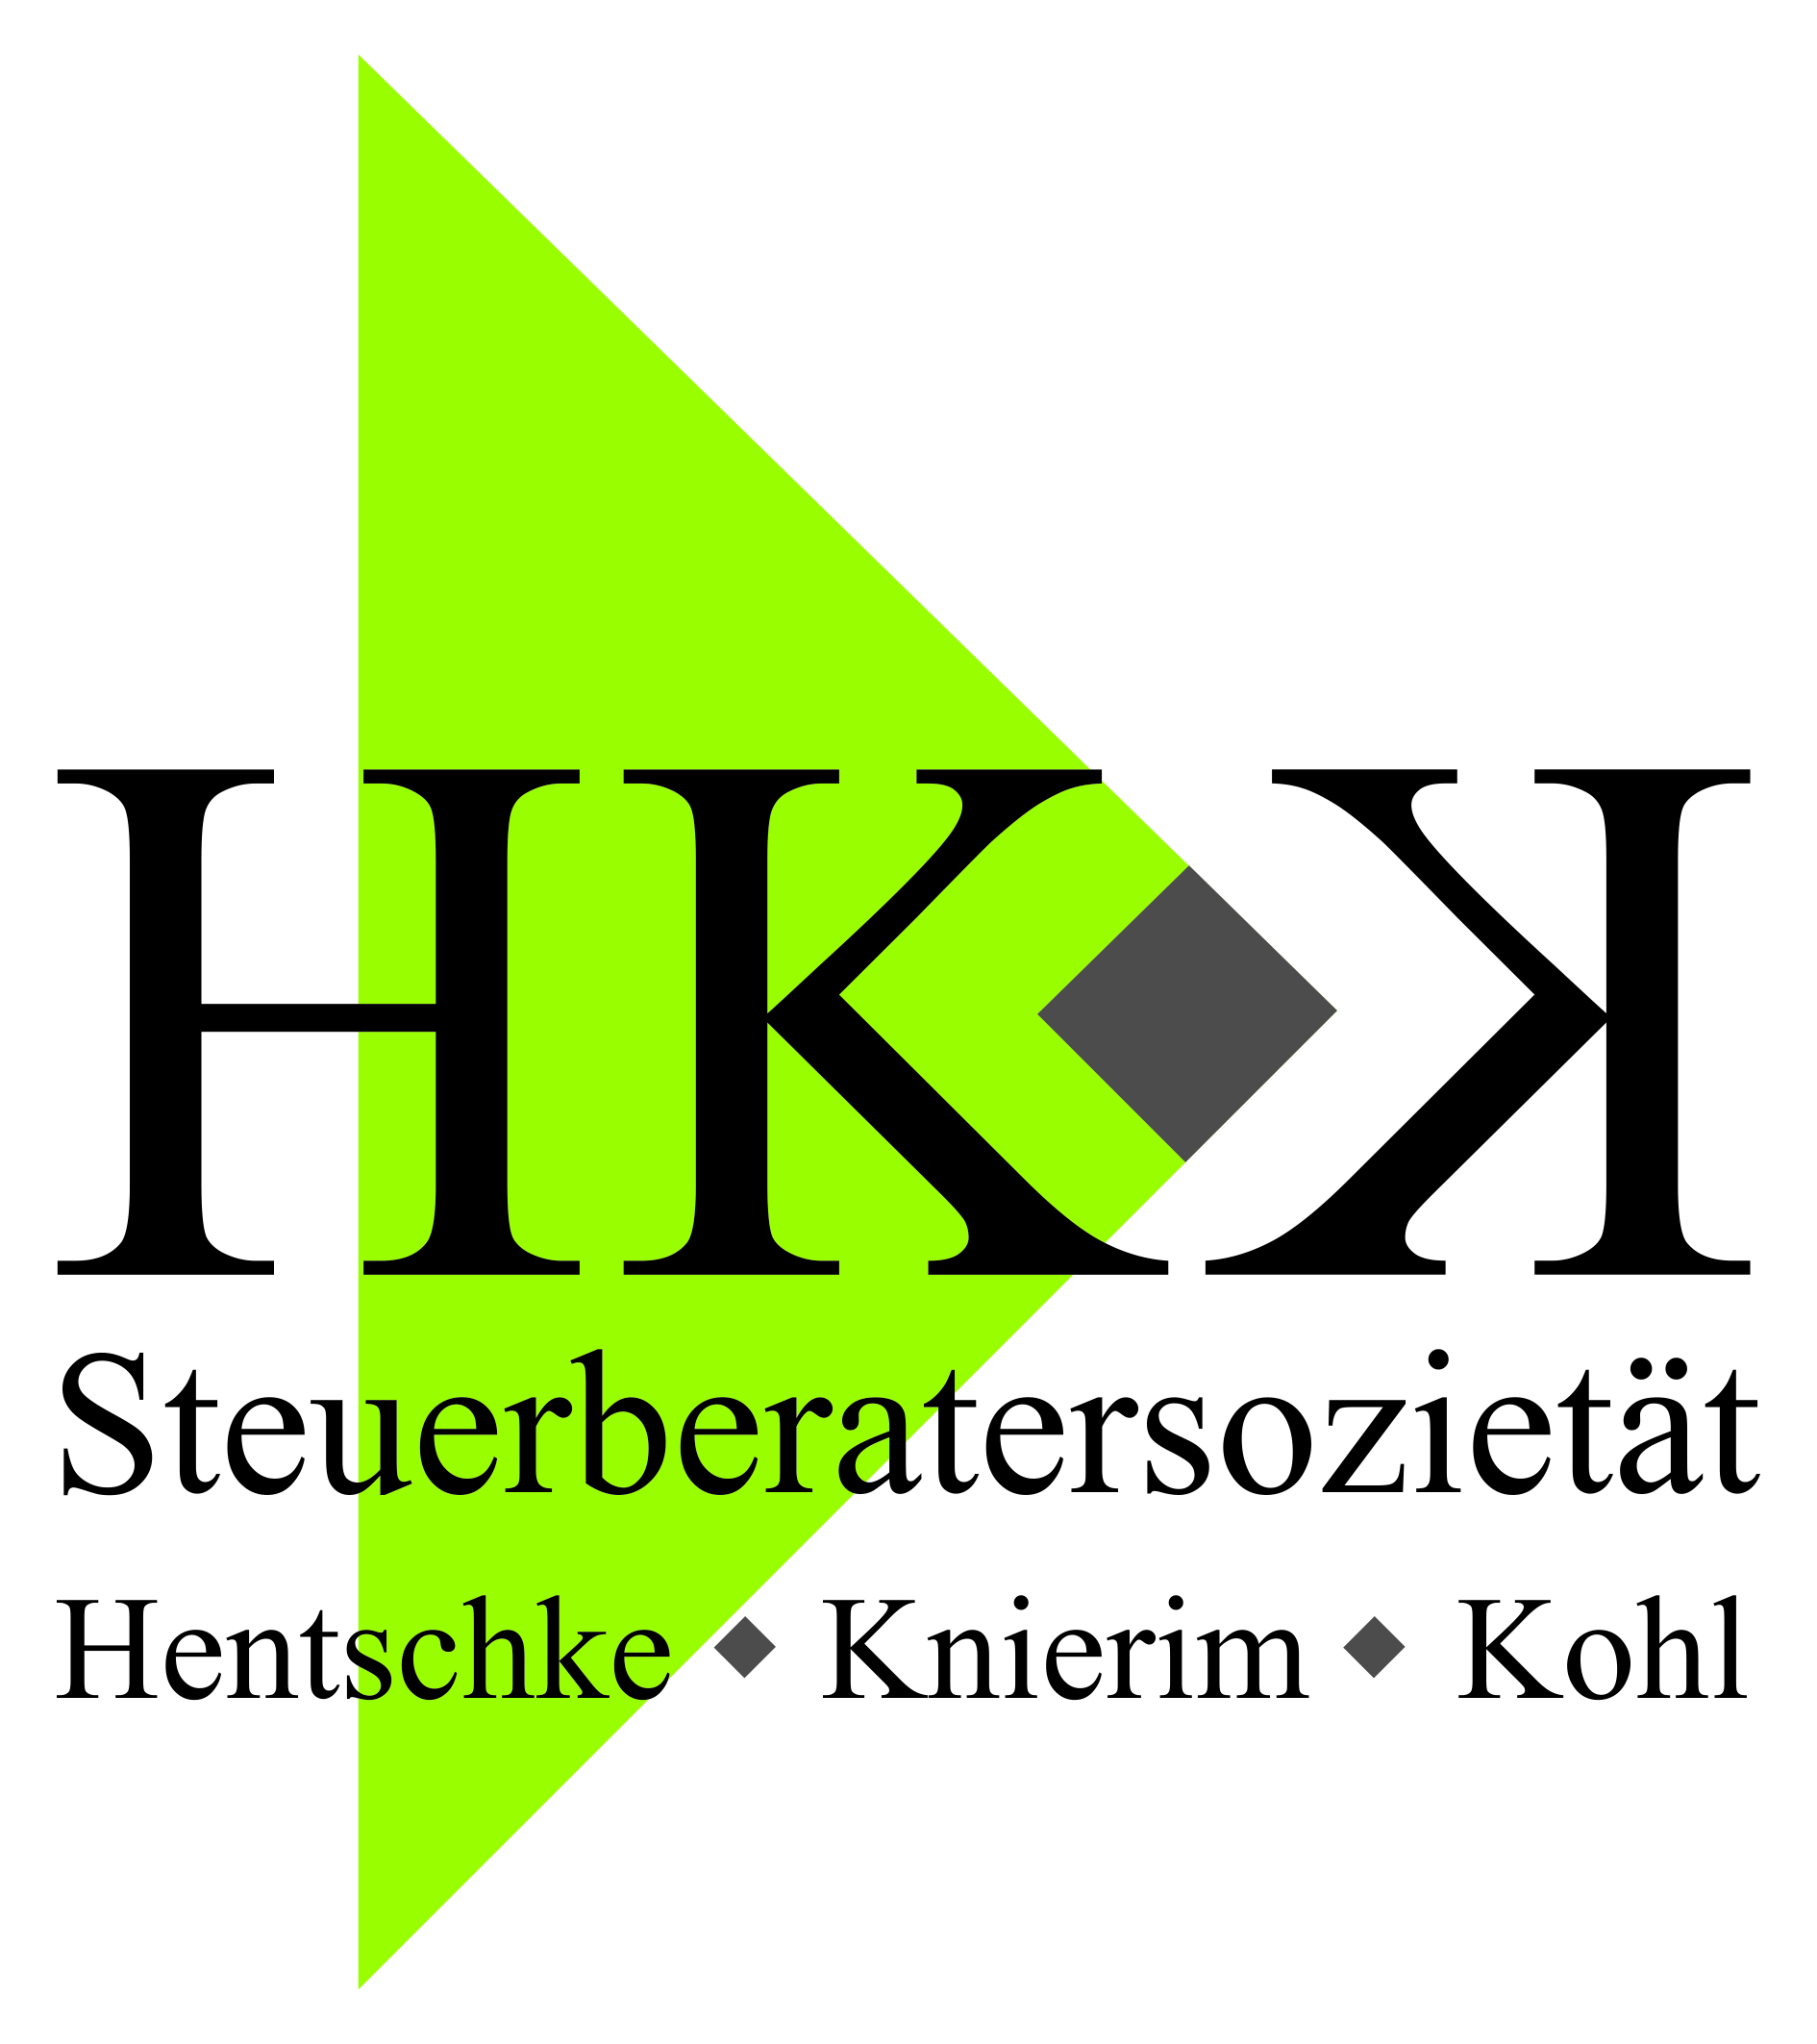 HKK
Steuerberatersozietät
Hentschke ◆ Knierim ◆ Kohl